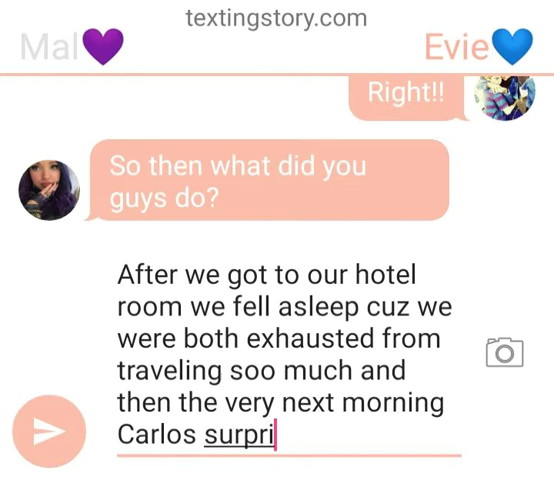 textingstory.com
Mal💜
Evie💙
Right!!
So then what did you
guys do?
After we got to our hotel
room we fell asleep cuz we
were both exhausted from
traveling soo much and
then the very next morning
Carlos surpri